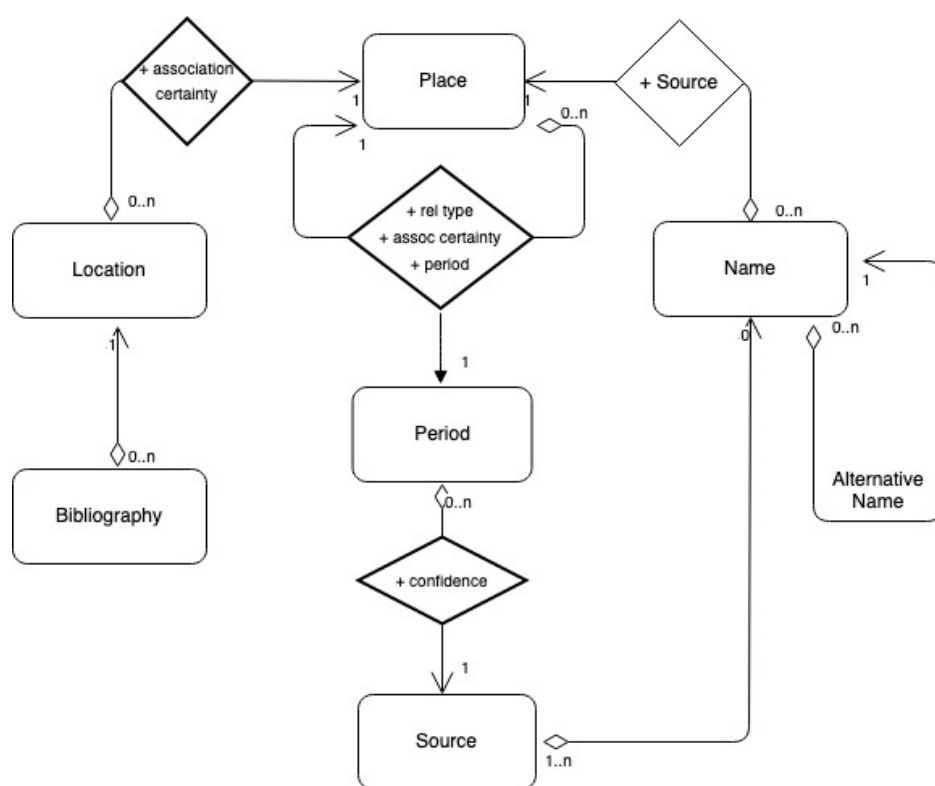 + association
certainty
Place
+ Source
1
1
1
0..n
0..n
0..n
+ rel type
+ assoc certainty
+ period
Location
Name
1
1
0
0..n
1
0..n
Period
0..n
Bibliography
Alternative
Name
+ confidence
1
Source
1..n